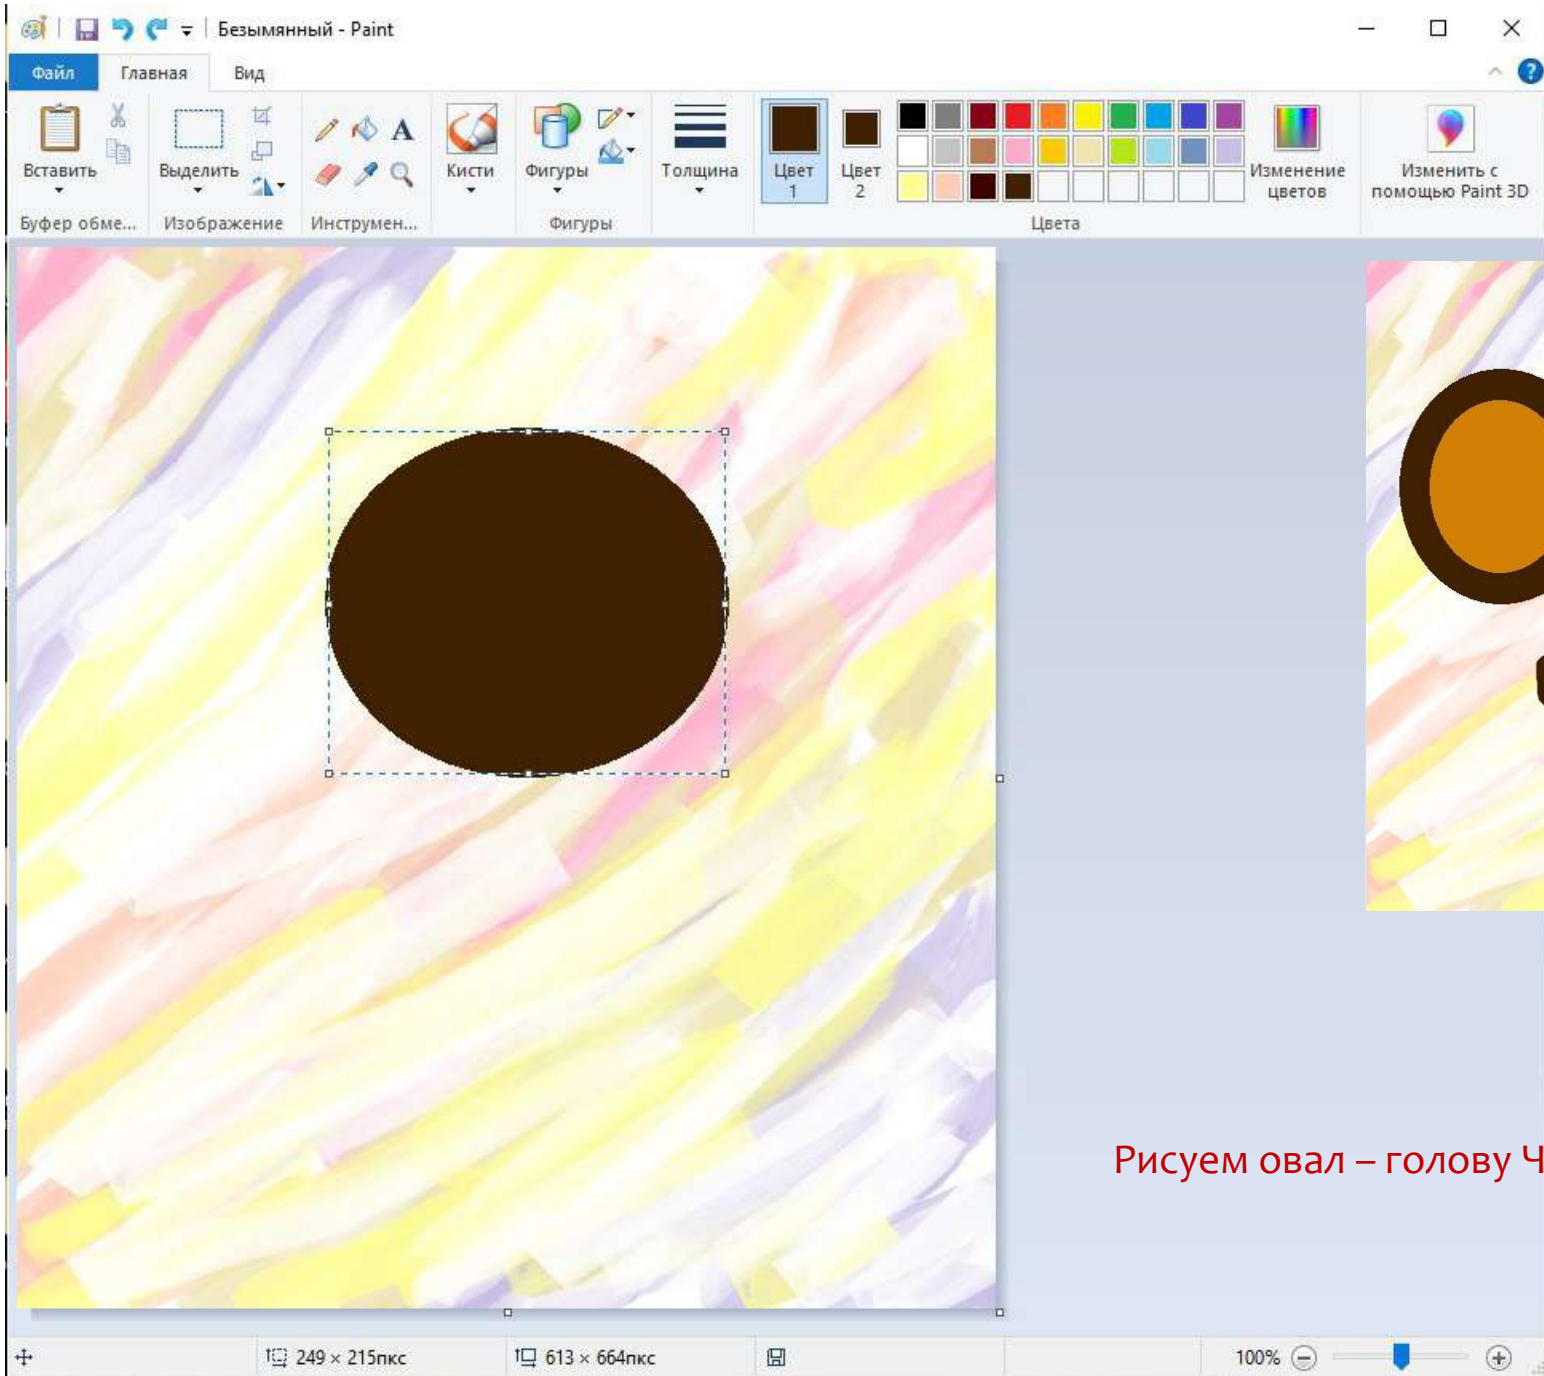 Безымянный - Paint
Файл Главная Вид
Вставить Выделить A Кисти Фигуры Толщина Цвет 1 Цвет 2 Изменение цветов Изменить с помощью Paint 3D
Буфер обме... Изображение Инструмен... Фигуры Цвета
Рисуем овал – голову Ч
249 × 215пкс 613 × 664пкс 100%